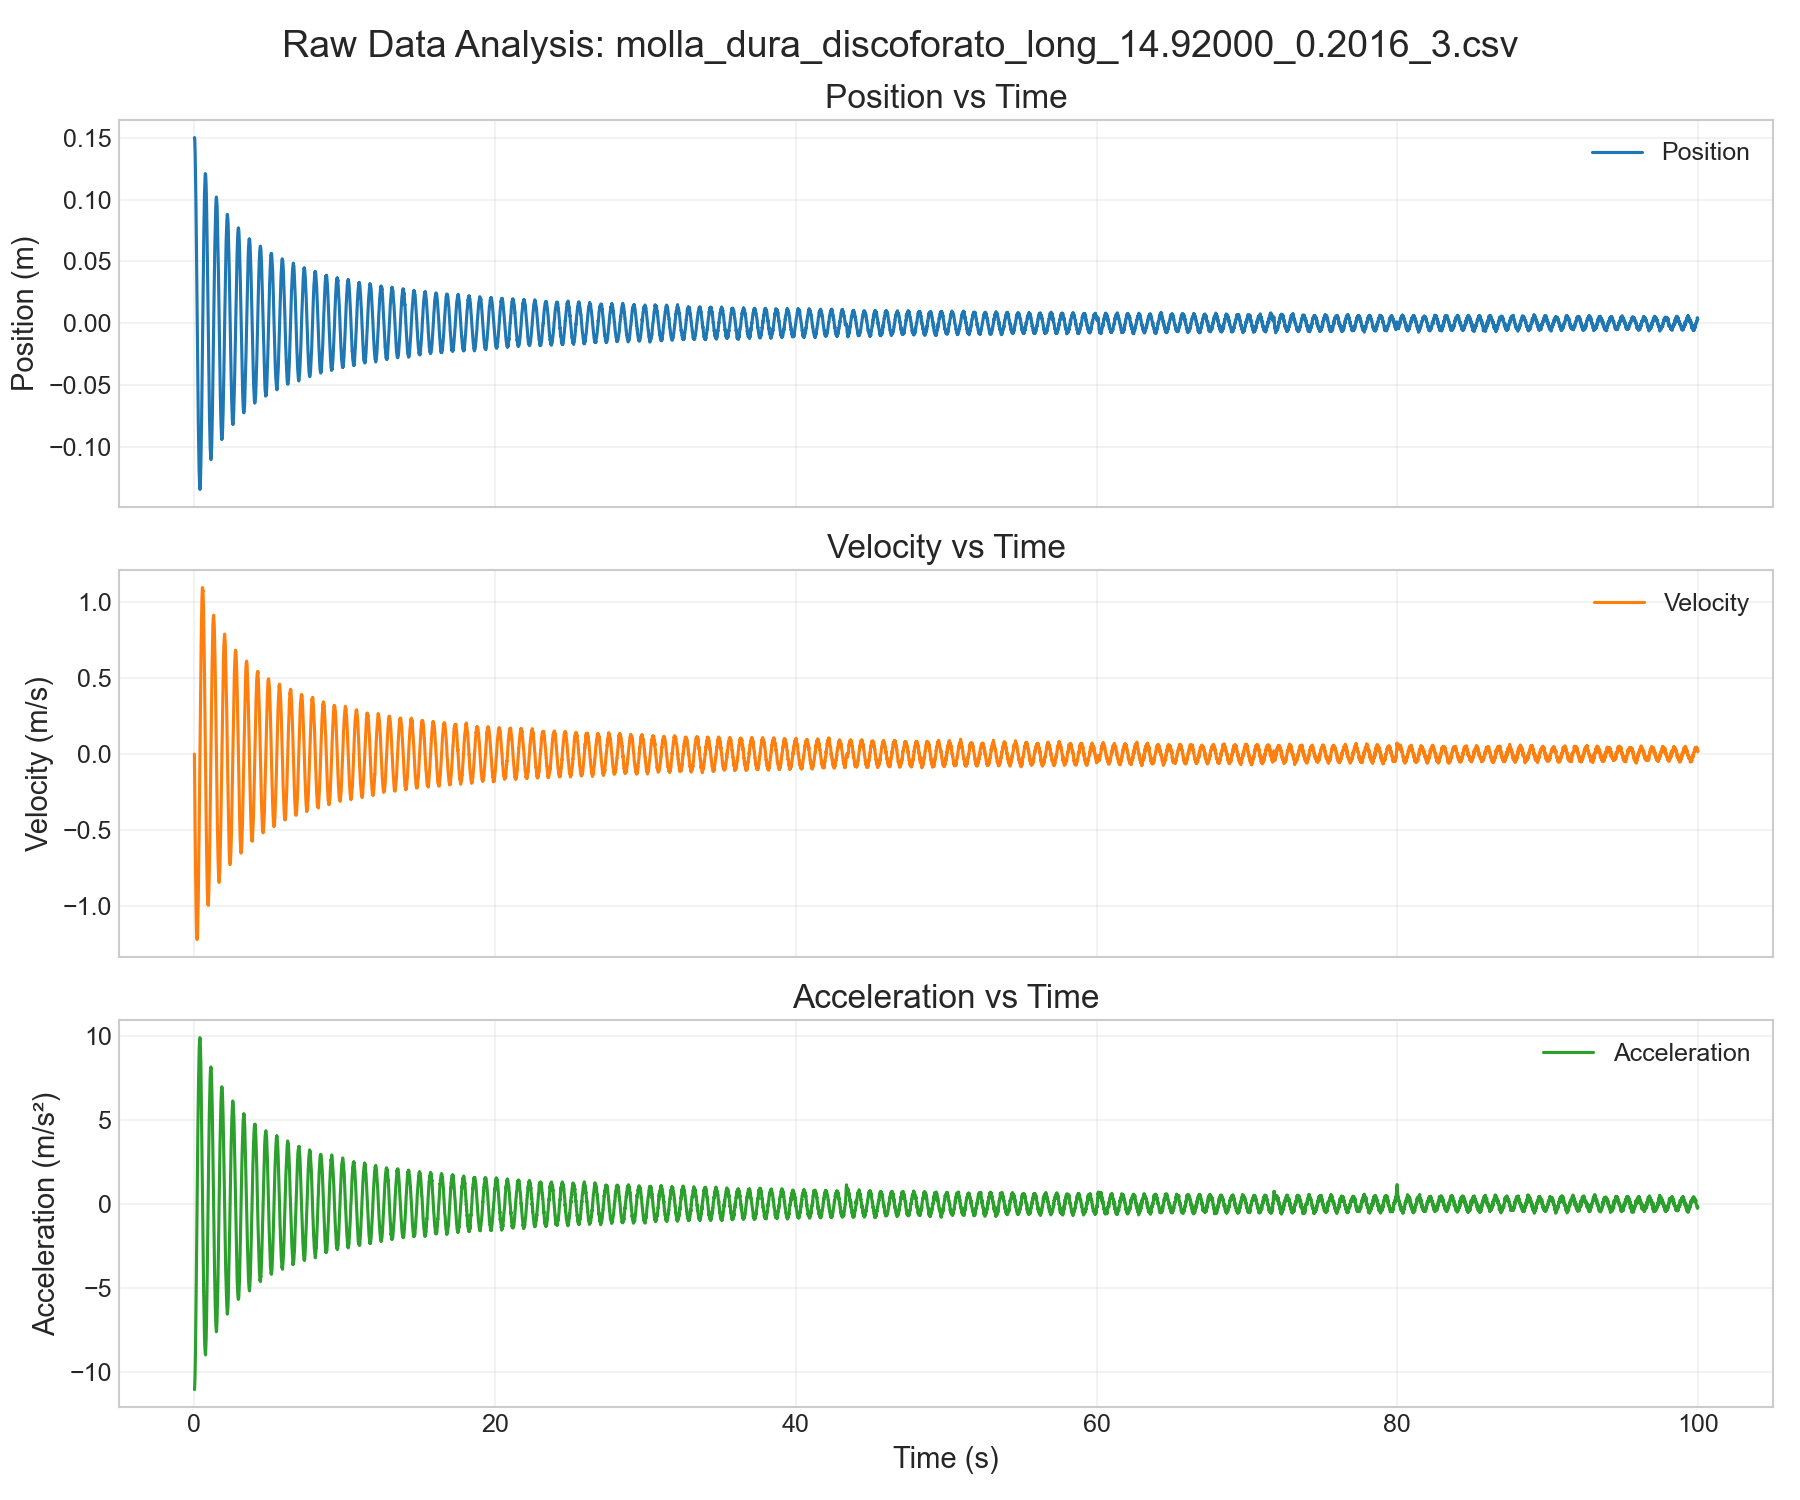 Raw Data Analysis: molla_dura_discoforato_long_14.92000_0.2016_3.csv
Position vs Time
Position (m)
0.15
0.10
0.05
0.00
−0.05
−0.10
Position
Velocity vs Time
Velocity (m/s)
1.0
0.5
0.0
−0.5
−1.0
Velocity
Acceleration vs Time
Acceleration (m/s²)
10
5
0
−5
−10
Acceleration
0 20 40 60 80 100
Time (s)